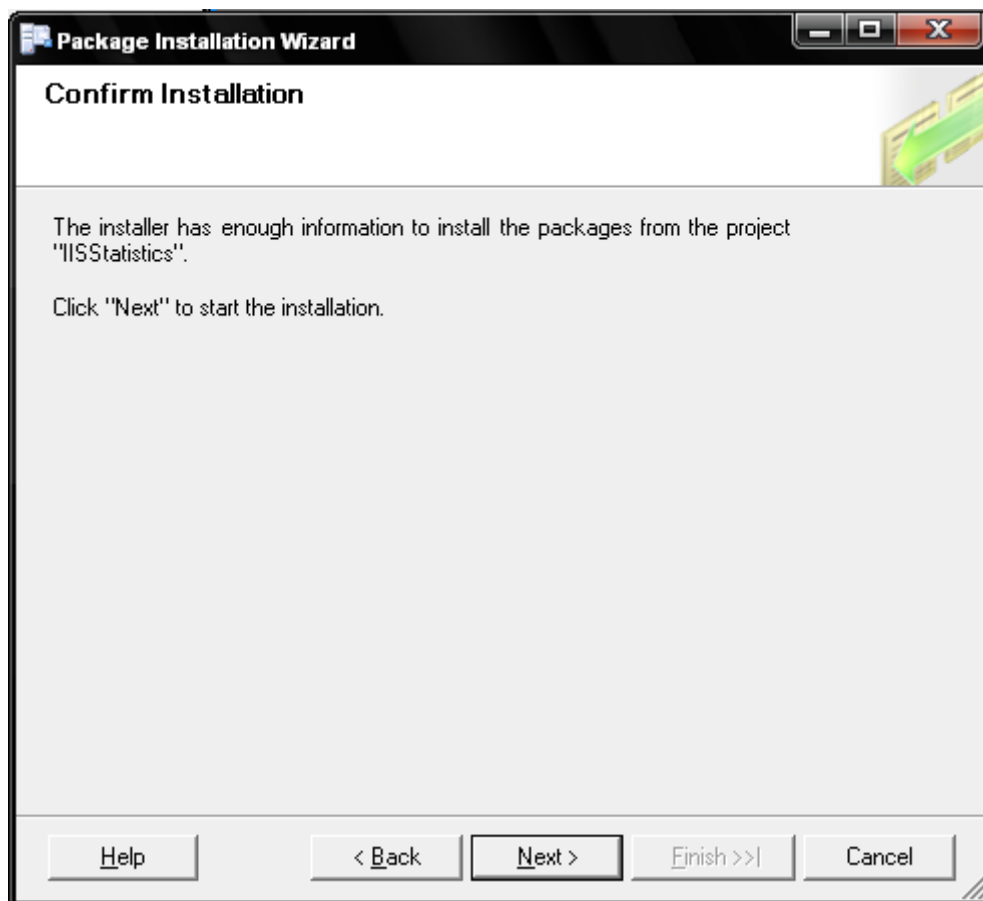 Package Installation Wizard
Confirm Installation
The installer has enough information to install the packages from the project
"IISStatistics".
Click "Next" to start the installation.
Help
< Back
Next >
Finish >>|
Cancel